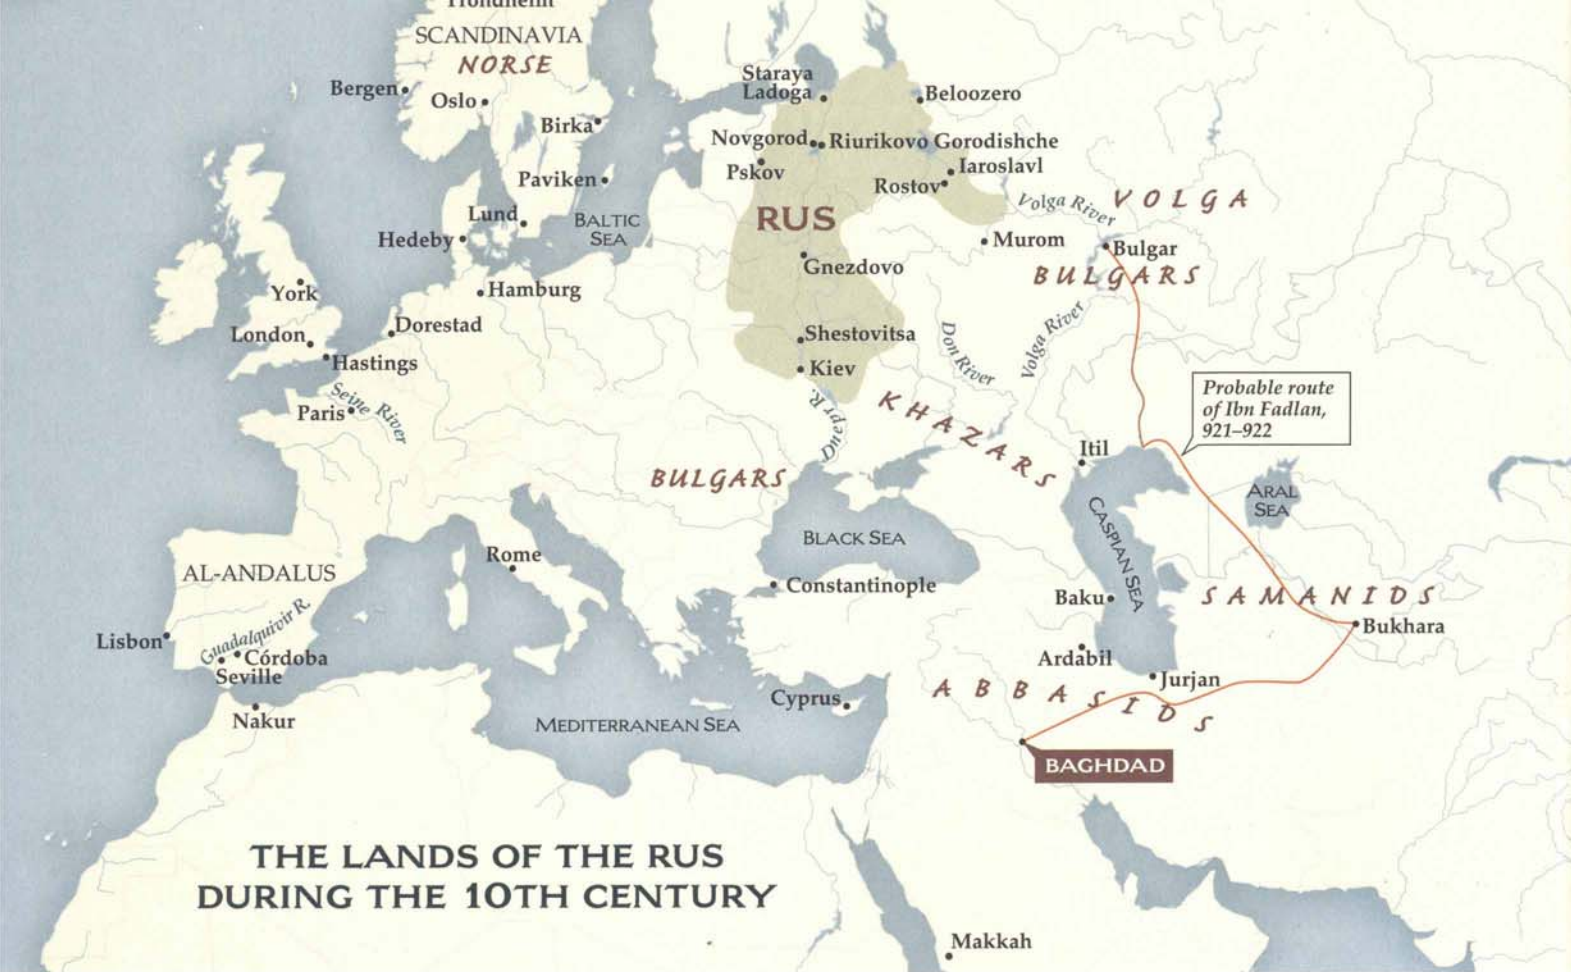 Trondheim
SCANDINAVIA
NORSE
Bergen
Oslo
Birka
Paviken
Lund
Hedeby
BALTIC
SEA
Hamburg
York
London
Dorestad
Hastings
Seine River
Paris
Staraya
Ladoga
Beloozero
Novgorod
Riurikovo Gorodishche
Pskov
Iaroslavl
Rostov
RUS
Volga River
VOLGA
Murom
Bulgar
BULGARS
Gnezdovo
Shestovitsa
Kiev
Don River
Volga River
Dnepr R.
KHAZARS
Probable route
of Ibn Fadlan,
921–922
Itil
BULGARS
ARAL
SEA
CASPIAN SEA
BLACK SEA
Rome
AL-ANDALUS
Constantinople
Baku
SAMANIDS
Bukhara
Lisbon
Guadalquivir R.
Córdoba
Seville
Nakur
Ardabil
Jurjan
Cyprus
ABBASIDS
MEDITERRANEAN SEA
BAGHDAD
THE LANDS OF THE RUS
DURING THE 10TH CENTURY
Makkah